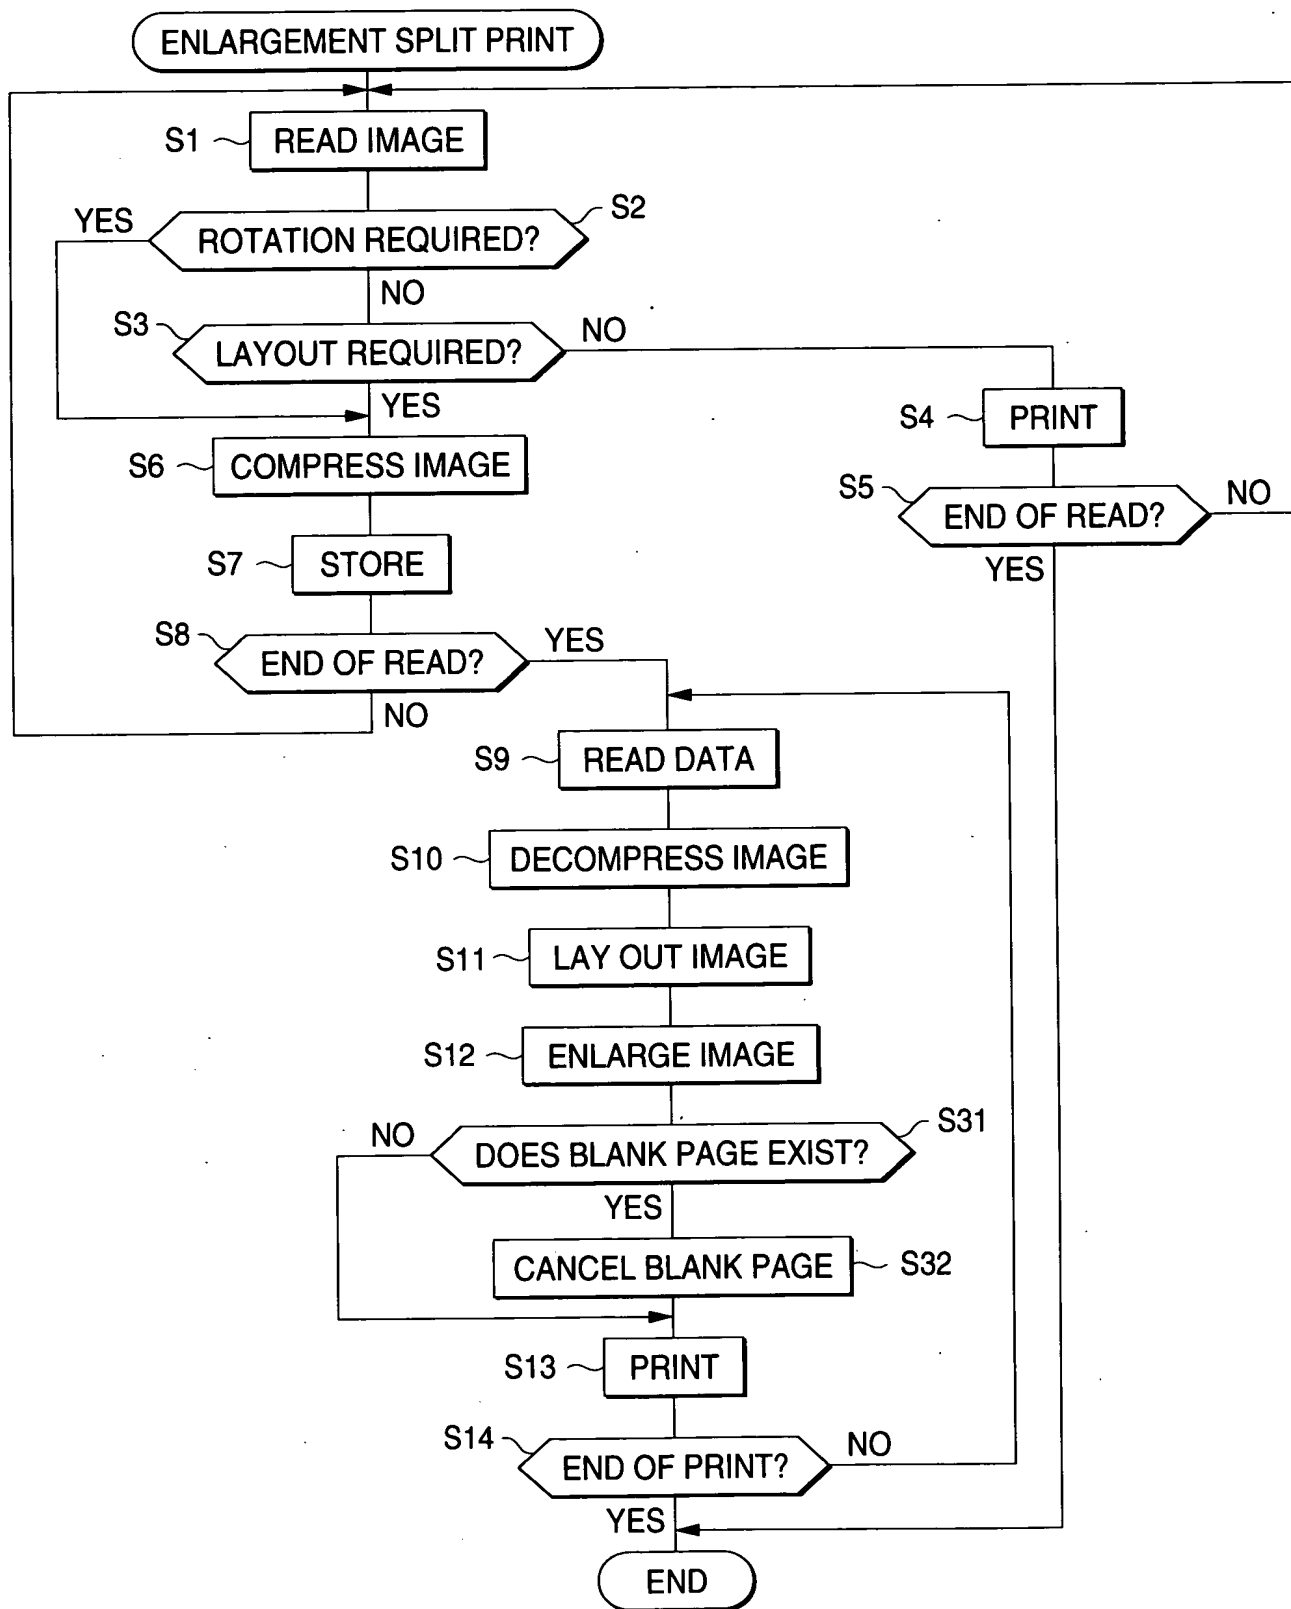 ENLARGEMENT SPLIT PRINT
S1 READ IMAGE
S2
YES ROTATION REQUIRED?
NO
S3 LAYOUT REQUIRED? NO
YES
S4 PRINT
S6 COMPRESS IMAGE
S5 END OF READ? NO
YES
S7 STORE
S8 END OF READ? YES
NO
S9 READ DATA
S10 DECOMPRESS IMAGE
S11 LAY OUT IMAGE
S12 ENLARGE IMAGE
S31
NO DOES BLANK PAGE EXIST?
YES
CANCEL BLANK PAGE S32
S13 PRINT
S14 END OF PRINT? NO
YES
END